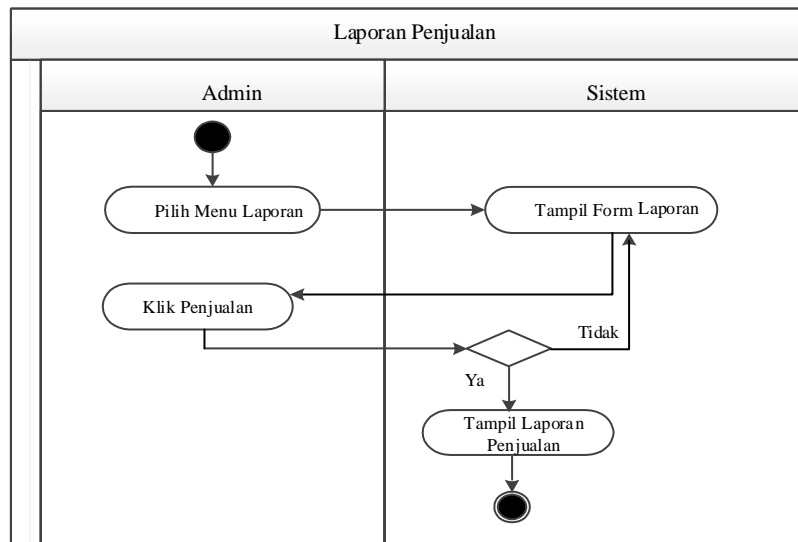 Laporan Penjualan
Admin
Sistem
Pilih Menu Laporan
Tampil Form Laporan
Klik Penjualan
Tidak
Ya
Tampil Laporan
Penjualan